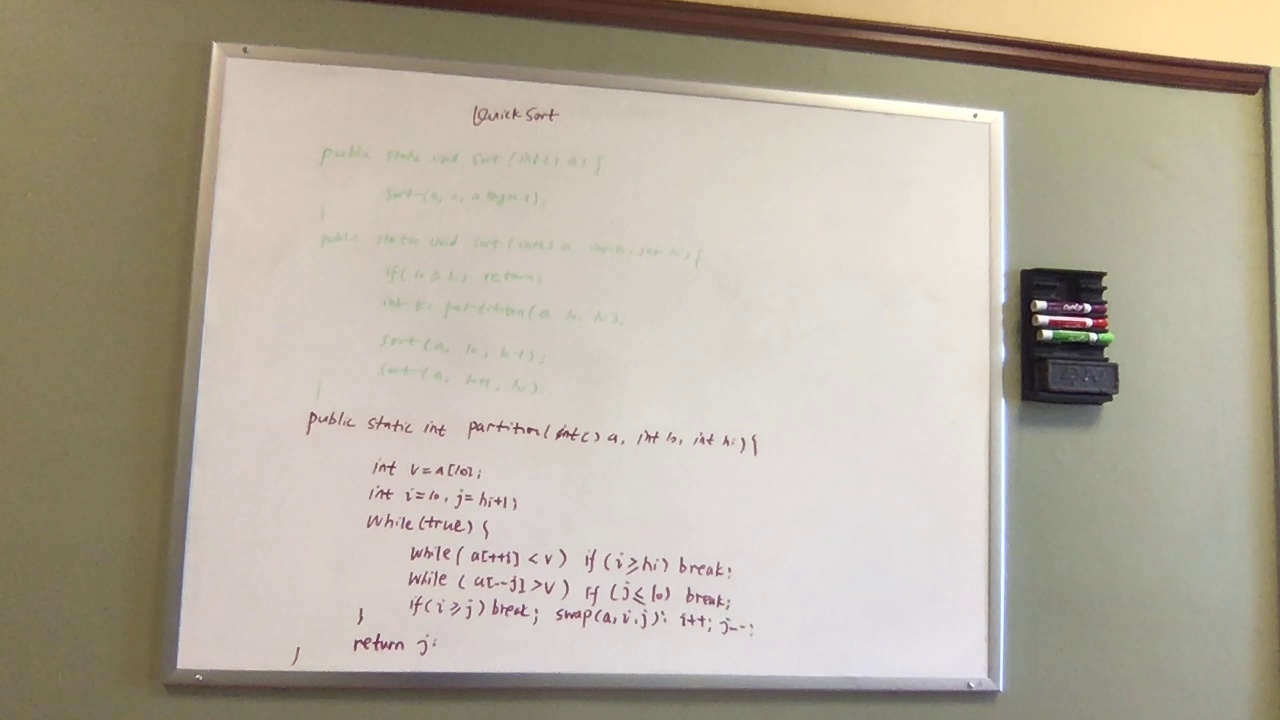 QuickSort
public static void sort (int[] a) {
sort (a, 0, a.length-1);
}
public static void sort (int[] a, int lo, int hi) {
if( lo ≥ hi) return;
int k= partition(a, lo, hi);
sort (a, lo, k-1);
sort (a, k+1, hi);
}
public static int partition( int[] a, int lo, int hi) {
int v=a[lo];
int i=lo, j=hi+1;
While(true) {
while( a[++i] < v) if (i≥hi) break;
while ( a[--j] >v) if (j≤ lo) break;
if(i ≥ j) break; swap(a,i,j); i++; j--;
}
return j;
}